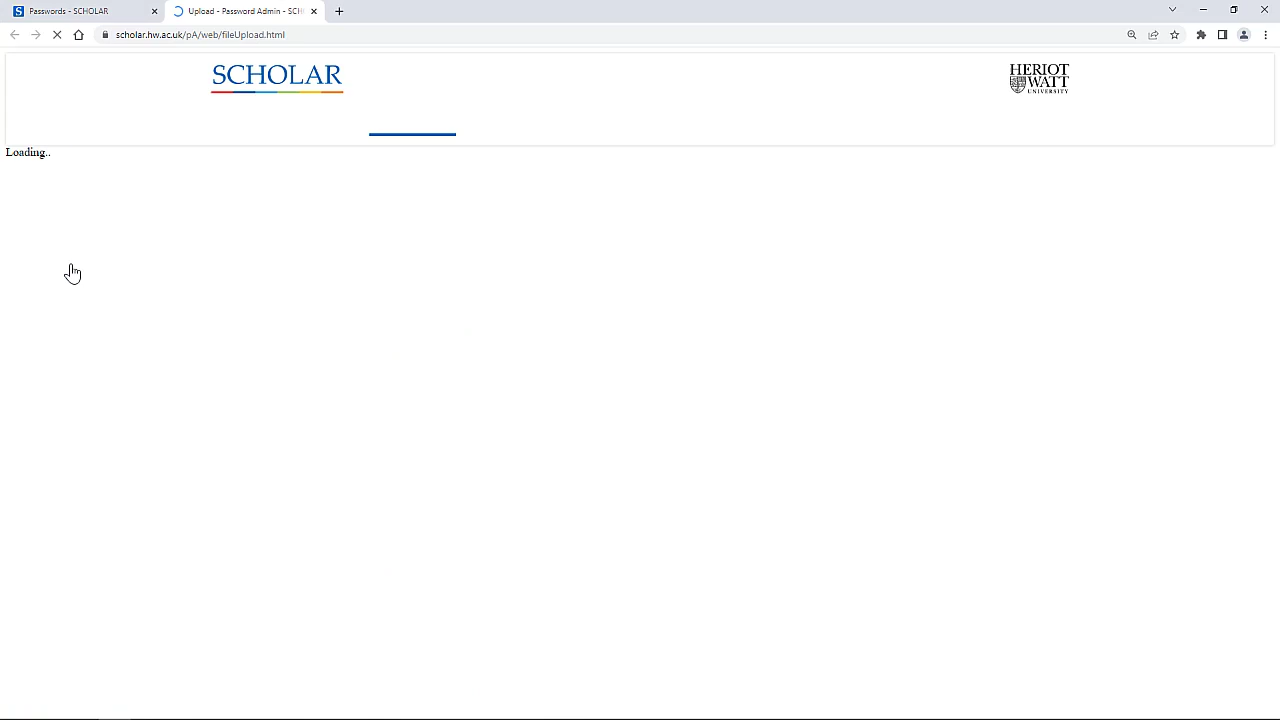 Passwords - SCHOLAR
Upload - Password Admin - SCH
scholar.hw.ac.uk/pA/web/fileUpload.html
SCHOLAR
HERIOT
WATT
UNIVERSITY
Loading..